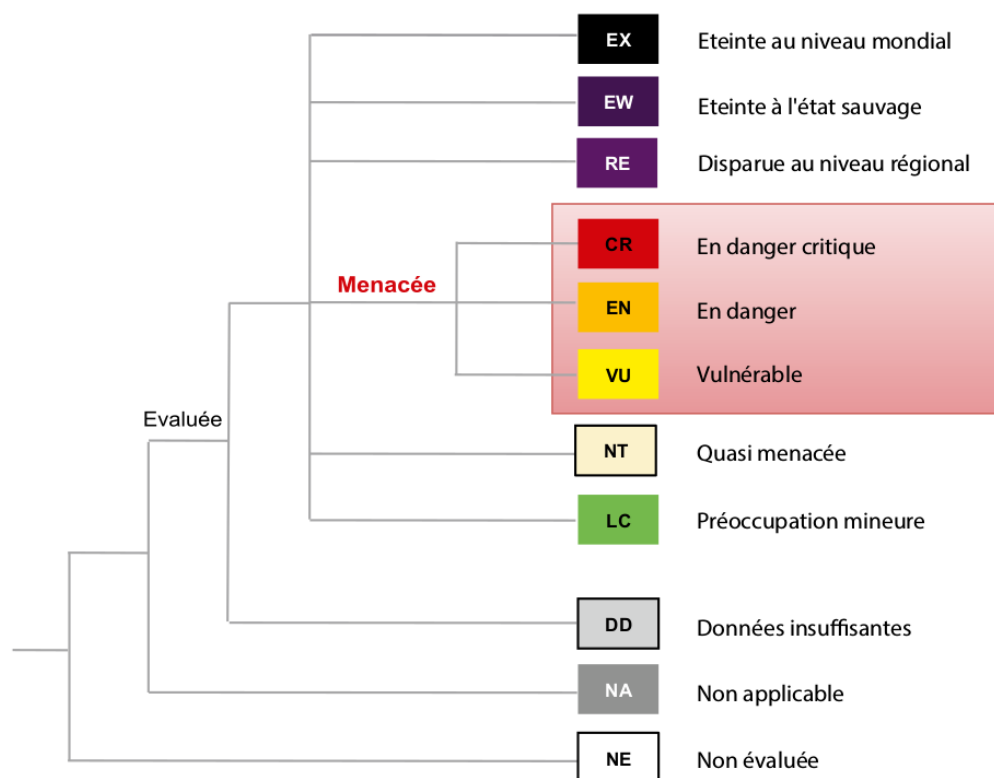 EX Eteinte au niveau mondial
EW Eteinte à l'état sauvage
RE Disparue au niveau régional
CR En danger critique
Menacée
EN En danger
VU Vulnérable
Evaluée
NT Quasi menacée
LC Préoccupation mineure
DD Données insuffisantes
NA Non applicable
NE Non évaluée